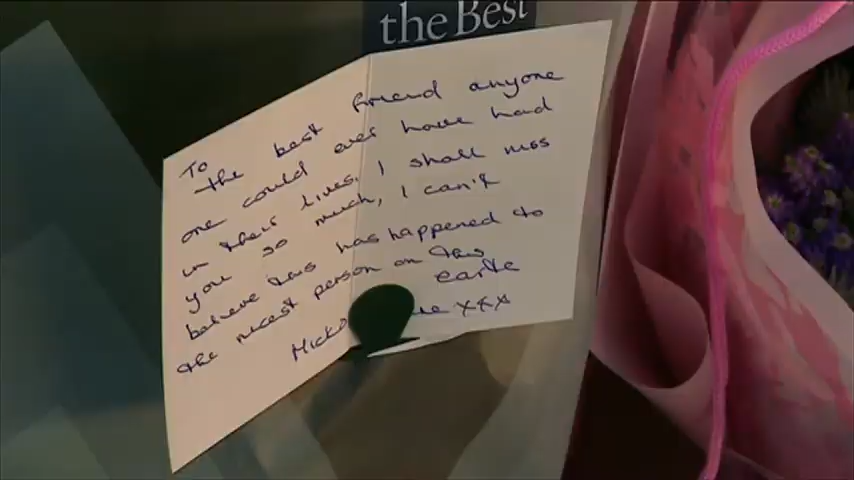 the Best
To
the best friend anyone
one could ever have had
in their lives, I shall miss
you so much, I can't
believe this has happened to
the nicest person on this
earth
xxx